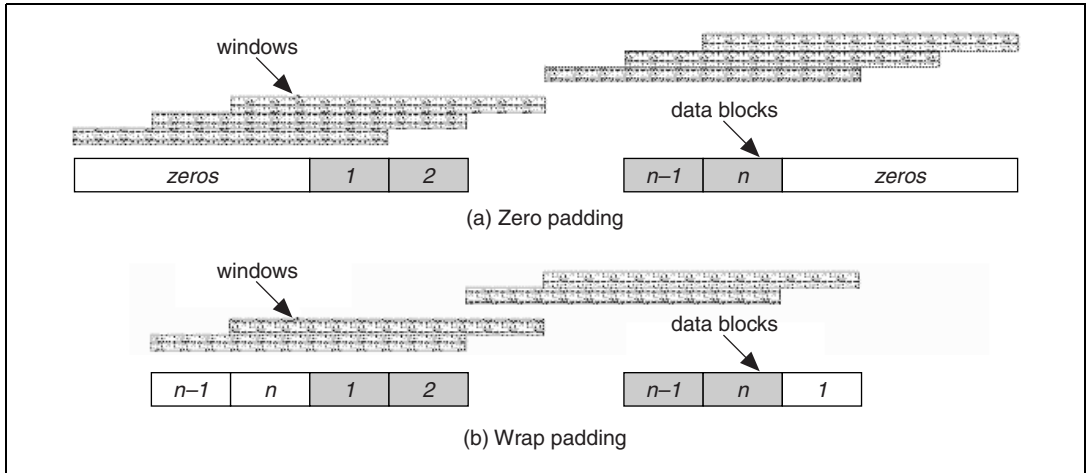 windows
data blocks
zeros 1 2 n–1 n zeros
(a) Zero padding
windows
data blocks
n–1 n 1 2 n–1 n 1
(b) Wrap padding